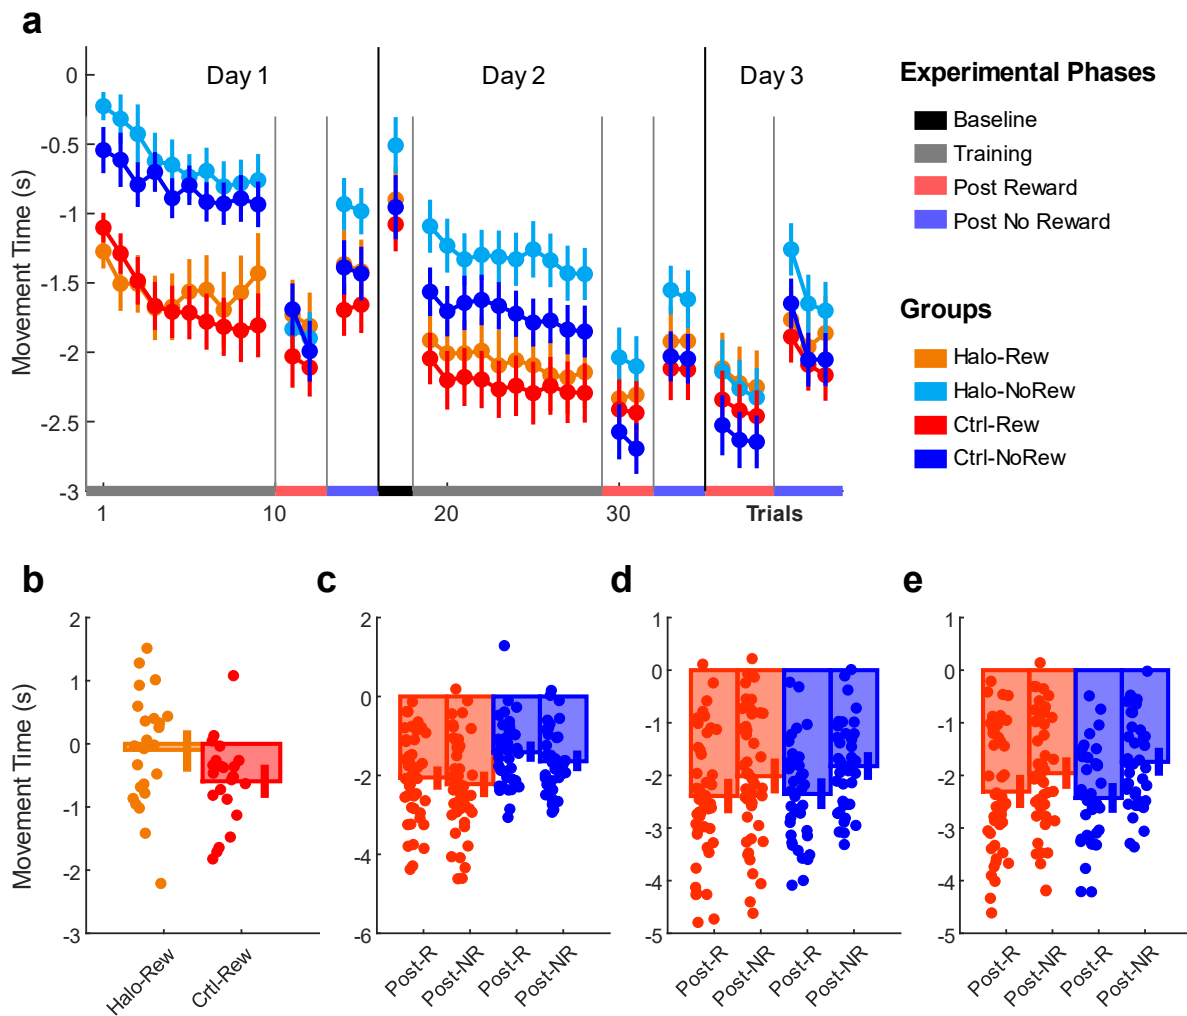 a
Day 1
Day 2
Day 3
0
-0.5
-1
-1.5
-2
-2.5
-3
Movement Time (s)
1
10
20
30
Trials
Experimental Phases
Baseline
Training
Post Reward
Post No Reward
Groups
Halo-Rew
Halo-NoRew
Ctrl-Rew
Ctrl-NoRew
b
2
1
0
-1
-2
-3
Movement Time (s)
Halo-Rew
Crtl-Rew
c
2
0
-2
-4
-6
Post-R
Post-NR
Post-R
Post-NR
d
1
0
-1
-2
-3
-4
-5
Post-R
Post-NR
Post-R
Post-NR
e
1
0
-1
-2
-3
-4
-5
Post-R
Post-NR
Post-R
Post-NR